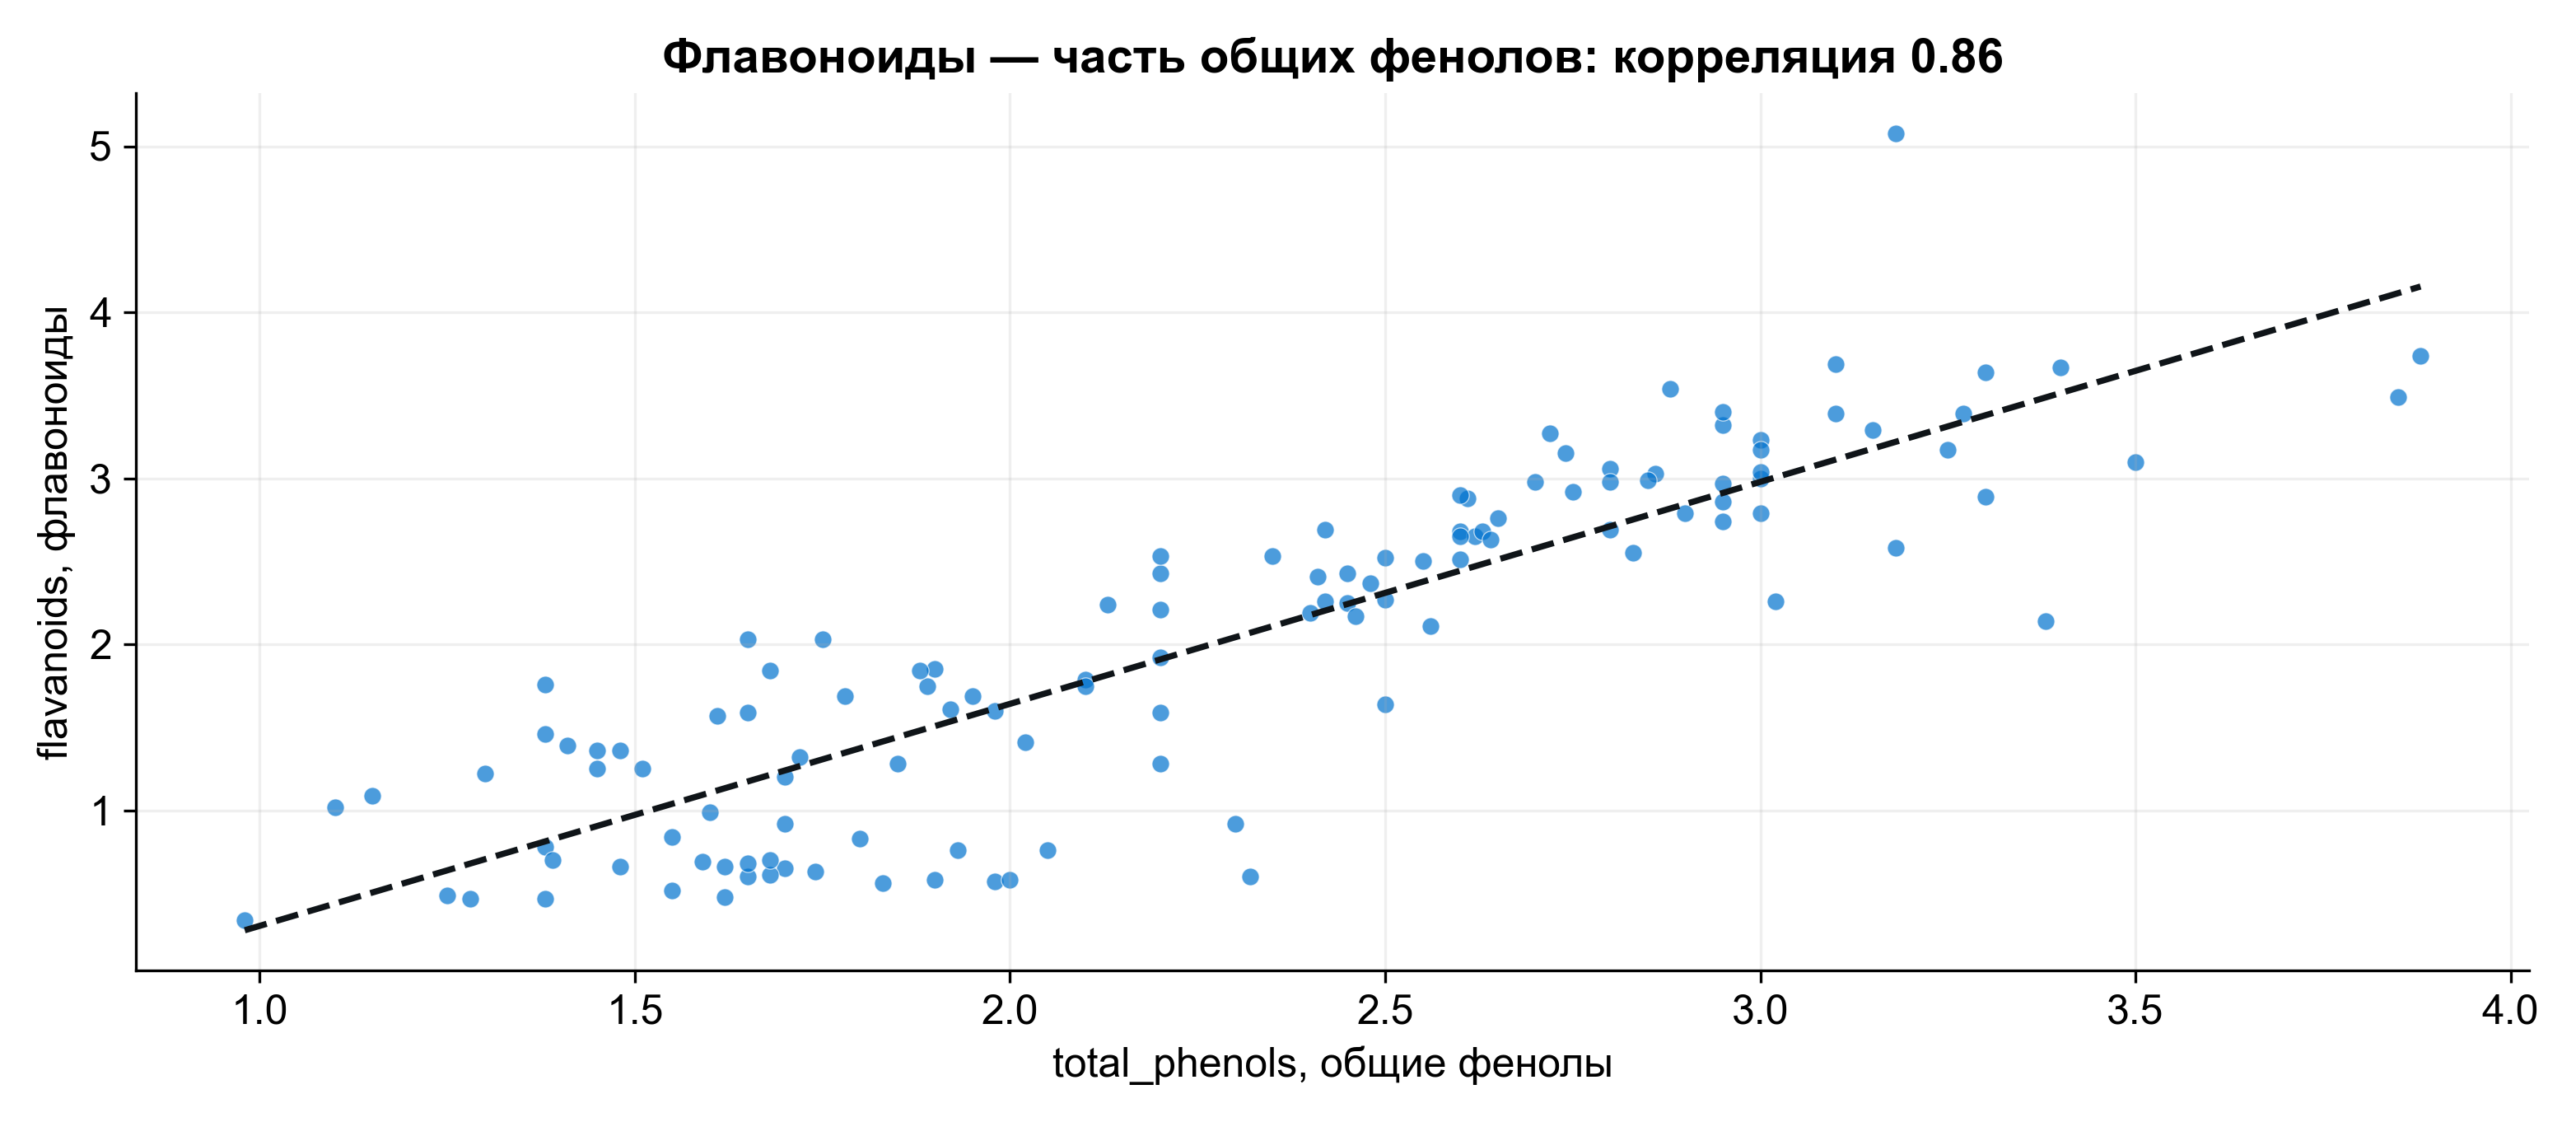 Флавоноиды — часть общих фенолов: корреляция 0.86
flavanoids, флавоноиды
5
4
3
2
1
1.0 1.5 2.0 2.5 3.0 3.5 4.0
total_phenols, общие фенолы